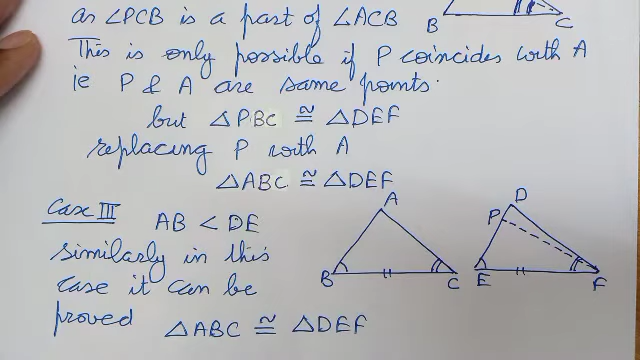 as ∠PCB is a part of ∠ACB
B C
This is only possible if P coincides with A
ie P & A are same points.
but △PBC ≅ △DEF
replacing P with A
△ABC ≅ △DEF
Case III AB < DE
similarly in this
case it can be
proved △ABC ≅ △DEF
A
B C
D
P
E F